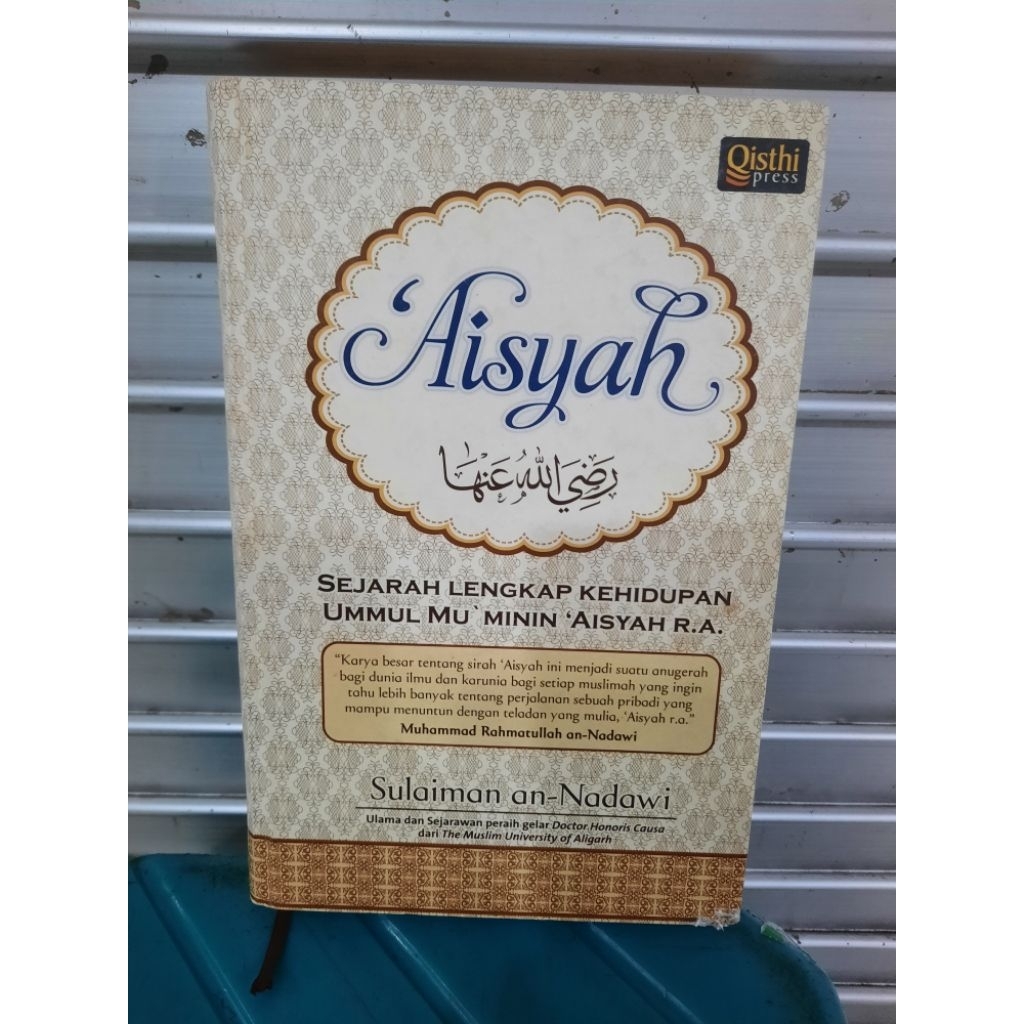 Qisthi
press
‘Aisyah
رَضِيَ اللهُ عَنْهَا
SEJARAH LENGKAP KEHIDUPAN
UMMUL MU`MININ ‘AISYAH R.A.
“Karya besar tentang sirah ‘Aisyah ini menjadi suatu anugerah
bagi dunia ilmu dan karunia bagi setiap muslimah yang ingin
tahu lebih banyak tentang perjalanan sebuah pribadi yang
mampu menuntun dengan teladan yang mulia, ‘Aisyah r.a.”
Muhammad Rahmatullah an-Nadawi
Sulaiman an-Nadawi
Ulama dan Sejarawan peraih gelar Doctor Honoris Causa
dari The Muslim University of Aligarh